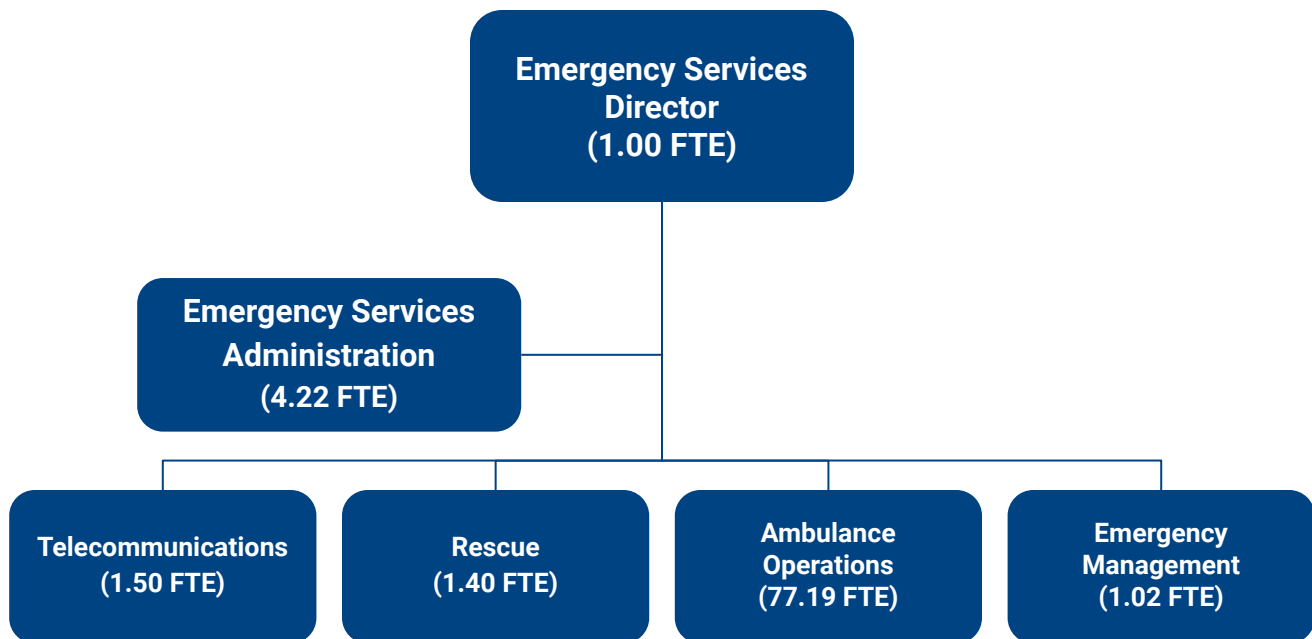 Emergency Services
Director
(1.00 FTE)
Emergency Services
Administration
(4.22 FTE)
Telecommunications
(1.50 FTE)
Rescue
(1.40 FTE)
Ambulance
Operations
(77.19 FTE)
Emergency
Management
(1.02 FTE)